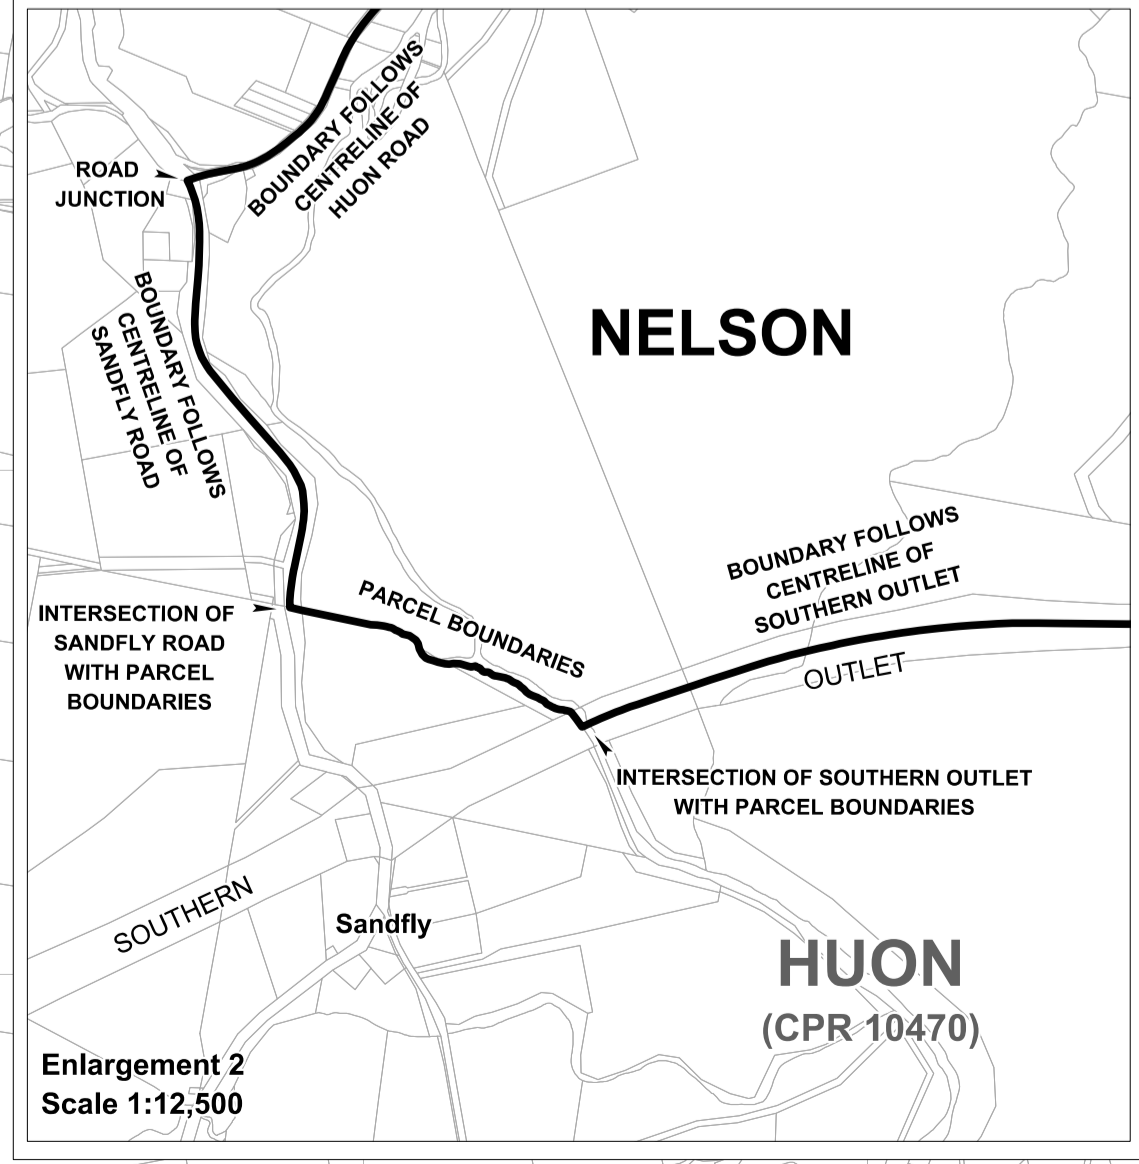 BOUNDARY FOLLOWS
CENTRELINE OF
HUON ROAD
ROAD
JUNCTION
BOUNDARY FOLLOWS
CENTRELINE OF
SANDFLY ROAD
NELSON
BOUNDARY FOLLOWS
CENTRELINE OF
SOUTHERN OUTLET
PARCEL BOUNDARIES
INTERSECTION OF
SANDFLY ROAD
WITH PARCEL
BOUNDARIES
OUTLET
INTERSECTION OF SOUTHERN OUTLET
WITH PARCEL BOUNDARIES
SOUTHERN
Sandfly
HUON
(CPR 10470)
Enlargement 2
Scale 1:12,500